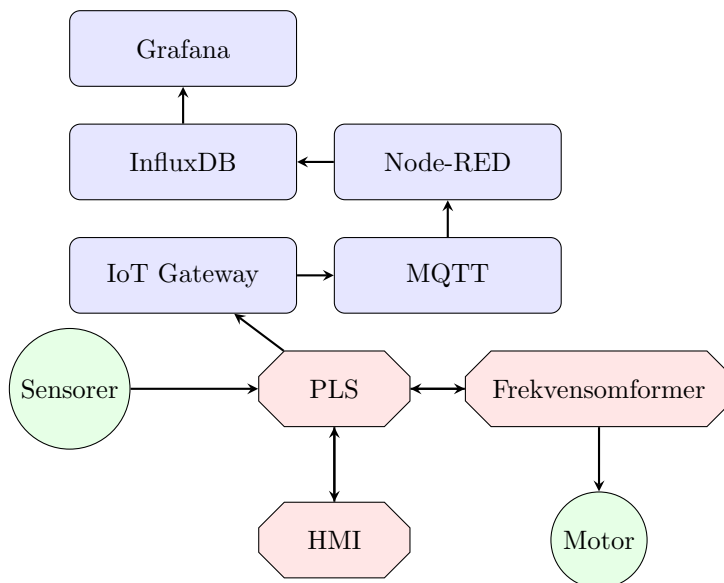 Grafana
InfluxDB
Node-RED
IoT Gateway
MQTT
Sensorer
PLS
Frekvensomformer
HMI
Motor